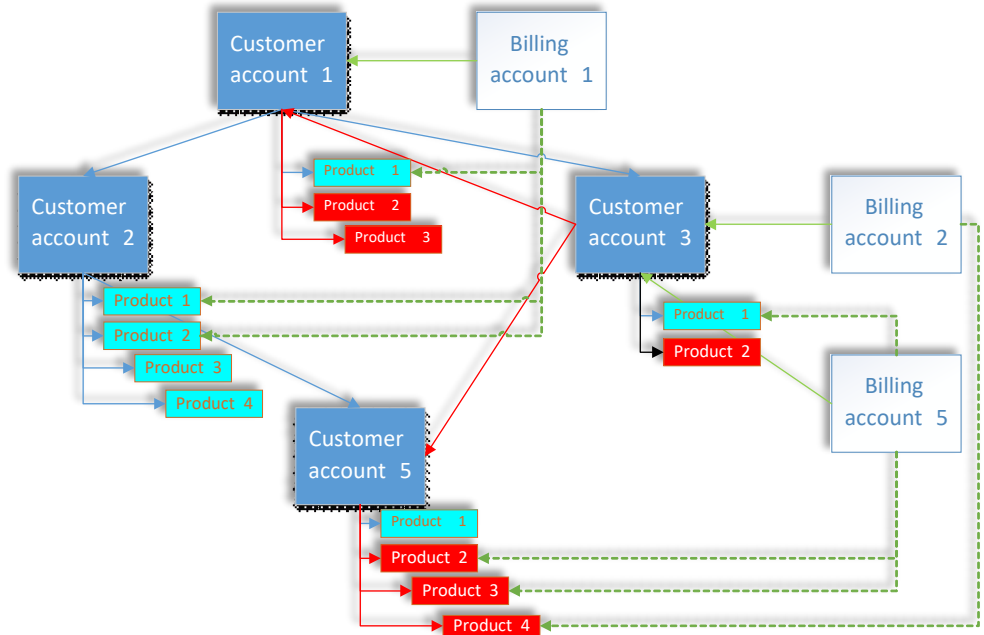 Customer
account 1
Billing
account 1
Product 1
Product 2
Product 3
Customer
account 2
Customer
account 3
Billing
account 2
Product 1
Product 2
Product 3
Product 4
Product 1
Product 2
Billing
account 5
Customer
account 5
Product 1
Product 2
Product 3
Product 4